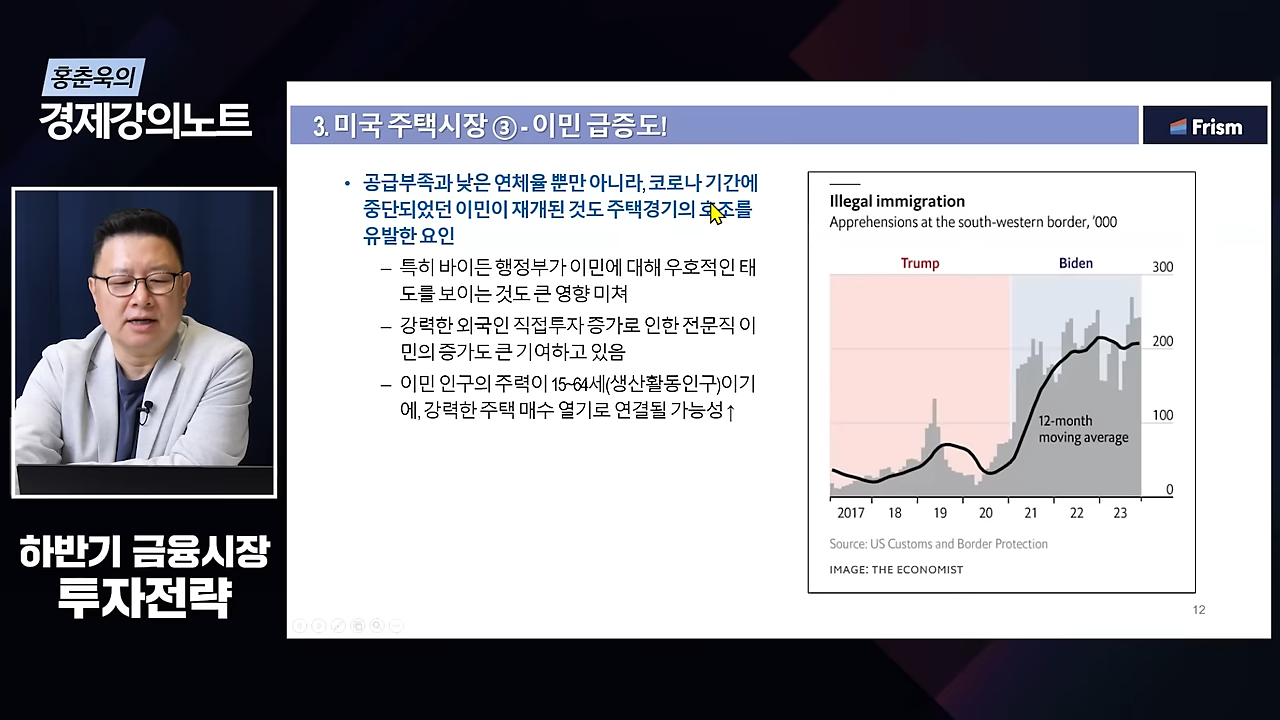 홍춘욱의
경제강의노트
하반기 금융시장
투자전략
3. 미국 주택시장 ③ - 이민 급증도!
Frism
• 공급부족과 낮은 연체율 뿐만 아니라, 코로나 기간에
중단되었던 이민이 재개된 것도 주택경기의 호조를
유발한 요인
– 특히 바이든 행정부가 이민에 대해 우호적인 태
도를 보이는 것도 큰 영향 미쳐
– 강력한 외국인 직접투자 증가로 인한 전문직 이
민의 증가도 큰 기여하고 있음
– 이민 인구의 주력이 15~64세(생산활동인구)이기
에, 강력한 주택 매수 열기로 연결될 가능성↑
Illegal immigration
Apprehensions at the south-western border, '000
Trump
Biden
300
200
100
0
12-month
moving average
2017 18 19 20 21 22 23
Source: US Customs and Border Protection
IMAGE: THE ECONOMIST
12